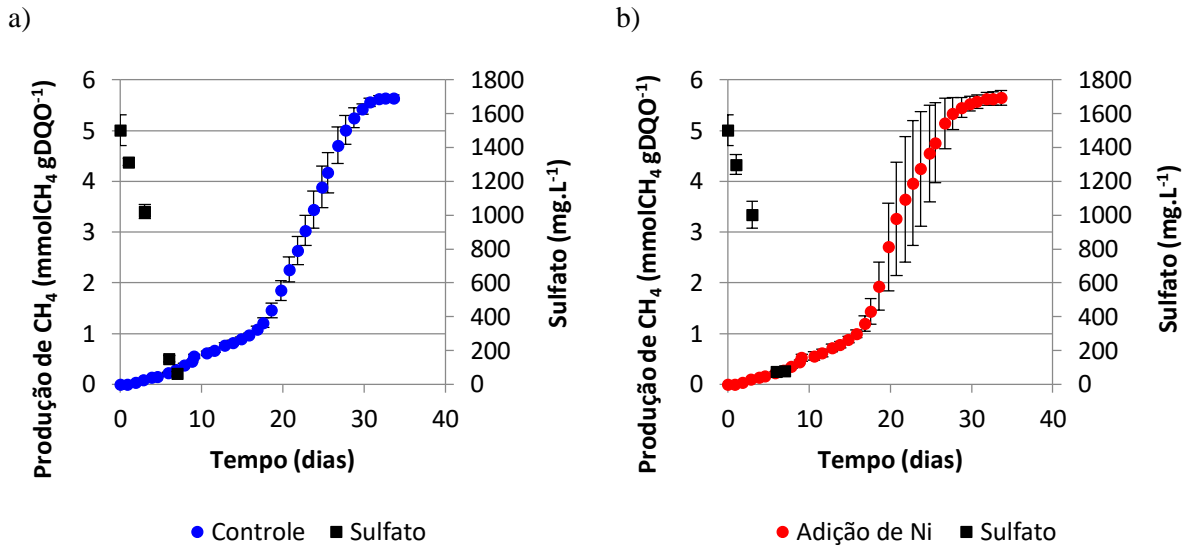 a)
b)
Produção de CH4 (mmolCH4 gDQO-1)
6
5
4
3
2
1
0
1800
1600
1400
1200
1000
800
600
400
200
0
Sulfato (mg.L-1)
0 10 20 30 40
Tempo (dias)
Controle Sulfato
Produção de CH4 (mmolCH4 gDQO-1)
6
5
4
3
2
1
0
1800
1600
1400
1200
1000
800
600
400
200
0
Sulfato (mg.L-1)
0 10 20 30 40
Tempo (dias)
Adição de Ni Sulfato